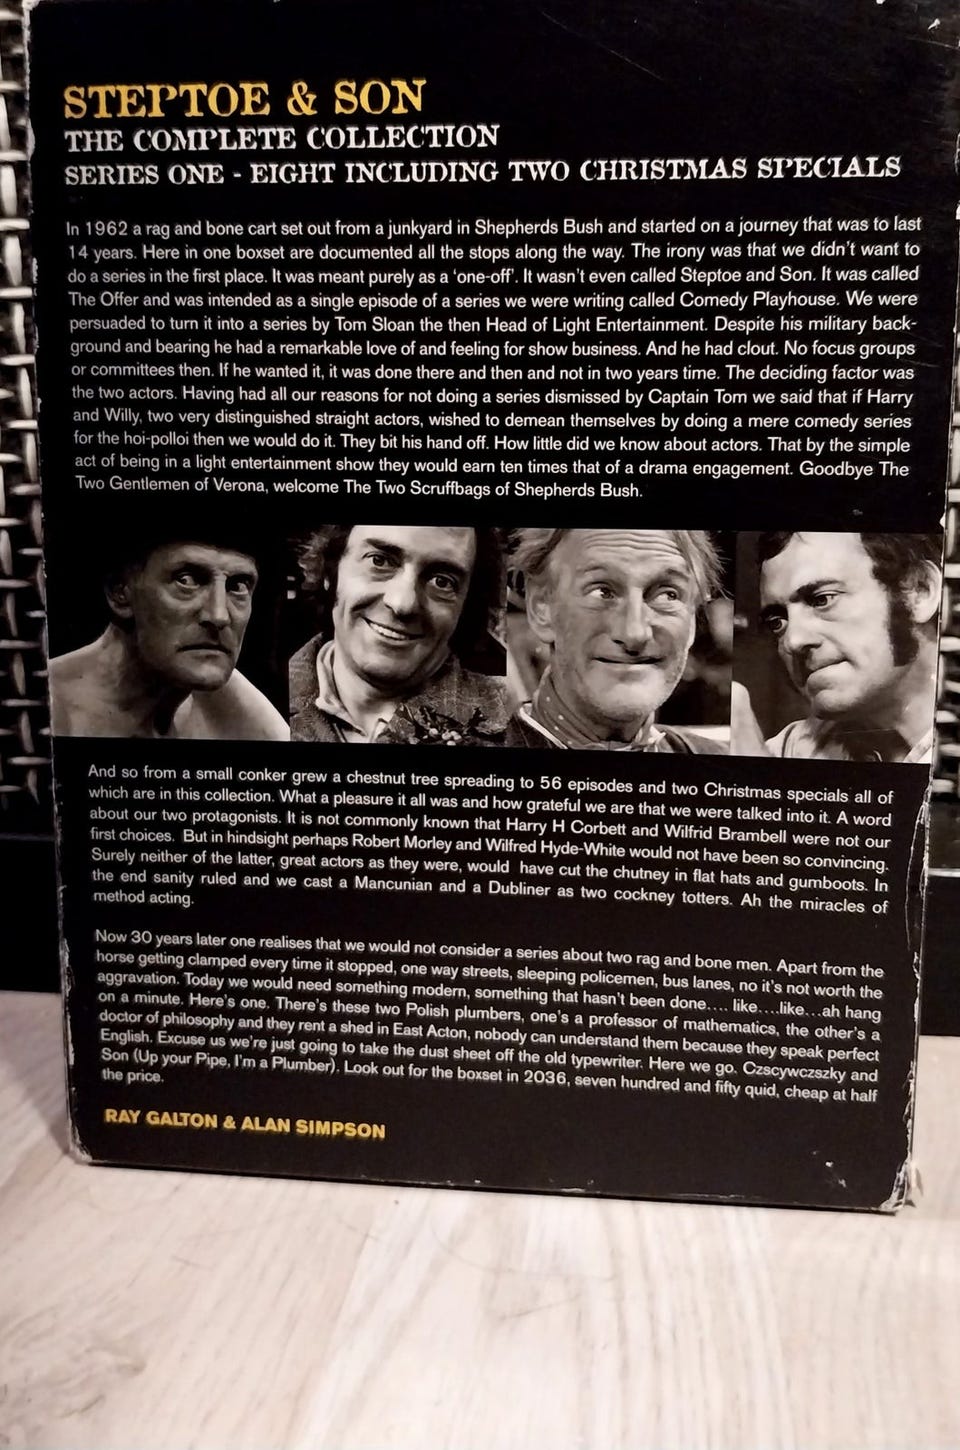 STEPTOE & SON
THE COMPLETE COLLECTION
SERIES ONE - EIGHT INCLUDING TWO CHRISTMAS SPECIALS
In 1962 a rag and bone cart set out from a junkyard in Shepherds Bush and started on a journey that was to last
14 years. Here in one boxset are documented all the stops along the way. The irony was that we didn't want to
do a series in the first place. It was meant purely as a 'one-off'. It wasn't even called Steptoe and Son. It was called
The Offer and was intended as a single episode of a series we were writing called Comedy Playhouse. We were
persuaded to turn it into a series by Tom Sloan the then Head of Light Entertainment. Despite his military back-
ground and bearing he had a remarkable love of and feeling for show business. And he had clout. No focus groups
or committees then. If he wanted it, it was done there and then and not in two years time. The deciding factor was
the two actors. Having had all our reasons for not doing a series dismissed by Captain Tom we said that if Harry
and Willy, two very distinguished straight actors, wished to demean themselves by doing a mere comedy series
for the hoi-polloi then we would do it. They bit his hand off. How little did we know about actors. That by the simple
act of being in a light entertainment show they would earn ten times that of a drama engagement. Goodbye The
Two Gentlemen of Verona, welcome The Two Scruffbags of Shepherds Bush.
And so from a small conker grew a chestnut tree spreading to 56 episodes and two Christmas specials all of
which are in this collection. What a pleasure it all was and how grateful we are that we were talked into it. A word
about our two protagonists. It is not commonly known that Harry H Corbett and Wilfrid Brambell were not our
first choices. But in hindsight perhaps Robert Morley and Wilfred Hyde-White would not have been so convincing.
Surely neither of the latter, great actors as they were, would have cut the chutney in flat hats and gumboots. In
the end sanity ruled and we cast a Mancunian and a Dubliner as two cockney totters. Ah the miracles of
method acting.
Now 30 years later one realises that we would not consider a series about two rag and bone men. Apart from the
horse getting clamped every time it stopped, one way streets, sleeping policemen, bus lanes, no it's not worth the
aggravation. Today we would need something modern, something that hasn't been done.... like....like...ah hang
on a minute. Here's one. There's these two Polish plumbers, one's a professor of mathematics, the other's a
doctor of philosophy and they rent a shed in East Acton, nobody can understand them because they speak perfect
English. Excuse us we're just going to take the dust sheet off the old typewriter. Here we go. Czscywczszky and
Son (Up your Pipe, I'm a Plumber). Look out for the boxset in 2036, seven hundred and fifty quid, cheap at half
the price.
RAY GALTON & ALAN SIMPSON